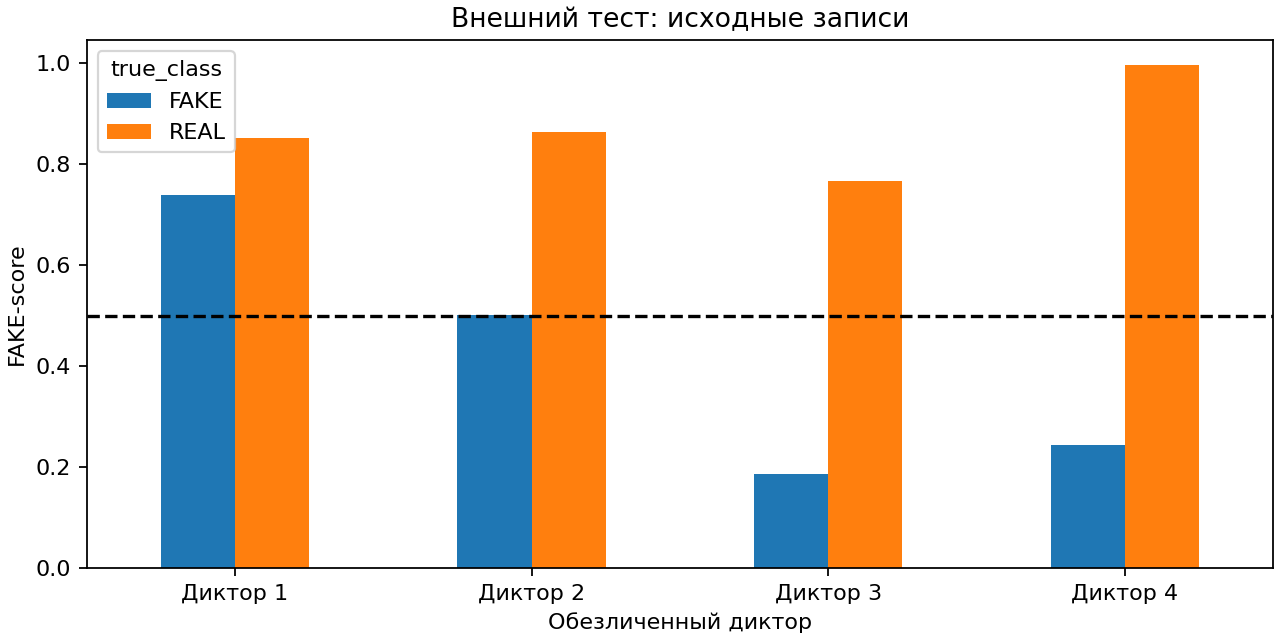 Внешний тест: исходные записи
true_class
FAKE
REAL
FAKE-score
1.0
0.8
0.6
0.4
0.2
0.0
Диктор 1
Диктор 2
Диктор 3
Диктор 4
Обезличенный диктор